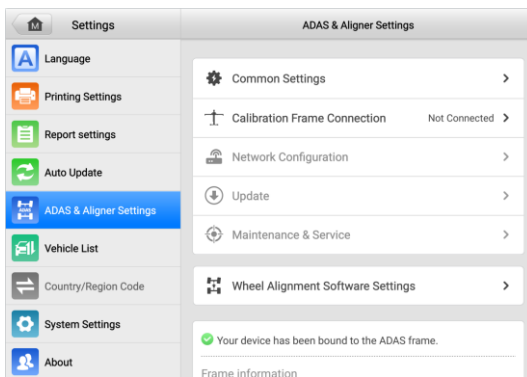 M
Settings
ADAS & Aligner Settings
A
Language
Printing Settings
Report settings
Auto Update
ADAS
ADAS & Aligner Settings
Vehicle List
Country/Region Code
System Settings
About
Common Settings
Calibration Frame Connection
Not Connected
Network Configuration
Update
Maintenance & Service
Wheel Alignment Software Settings
Your device has been bound to the ADAS frame.
Frame information